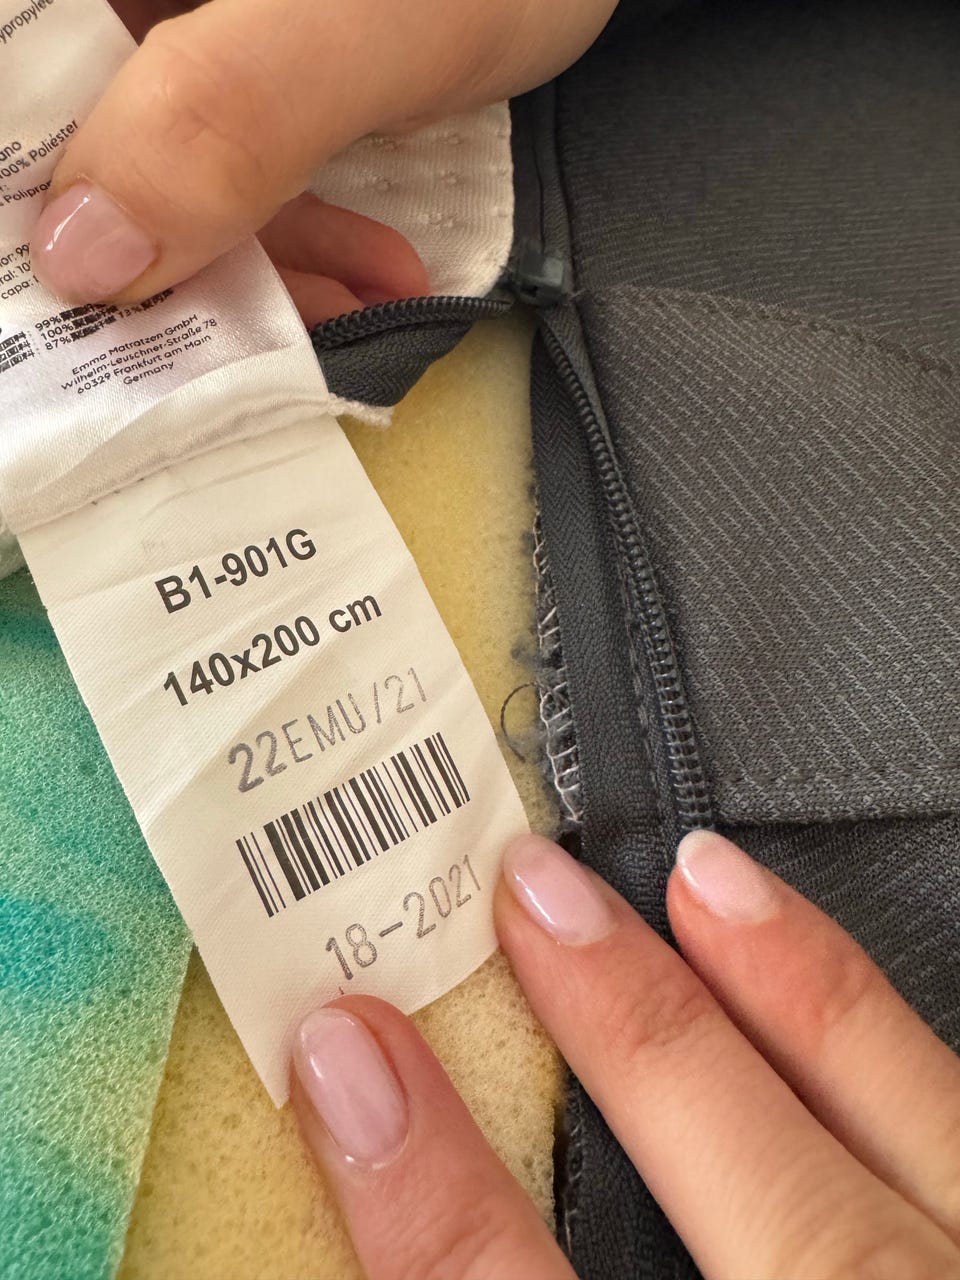 100% Poliéster
99%
100%
87% 13%
Emma Matratzen GmbH
Wilhelm-Leuschner-Straße 78
60329 Frankfurt am Main
Germany
B1-901G
140x200 cm
22EMU/21
18-2021